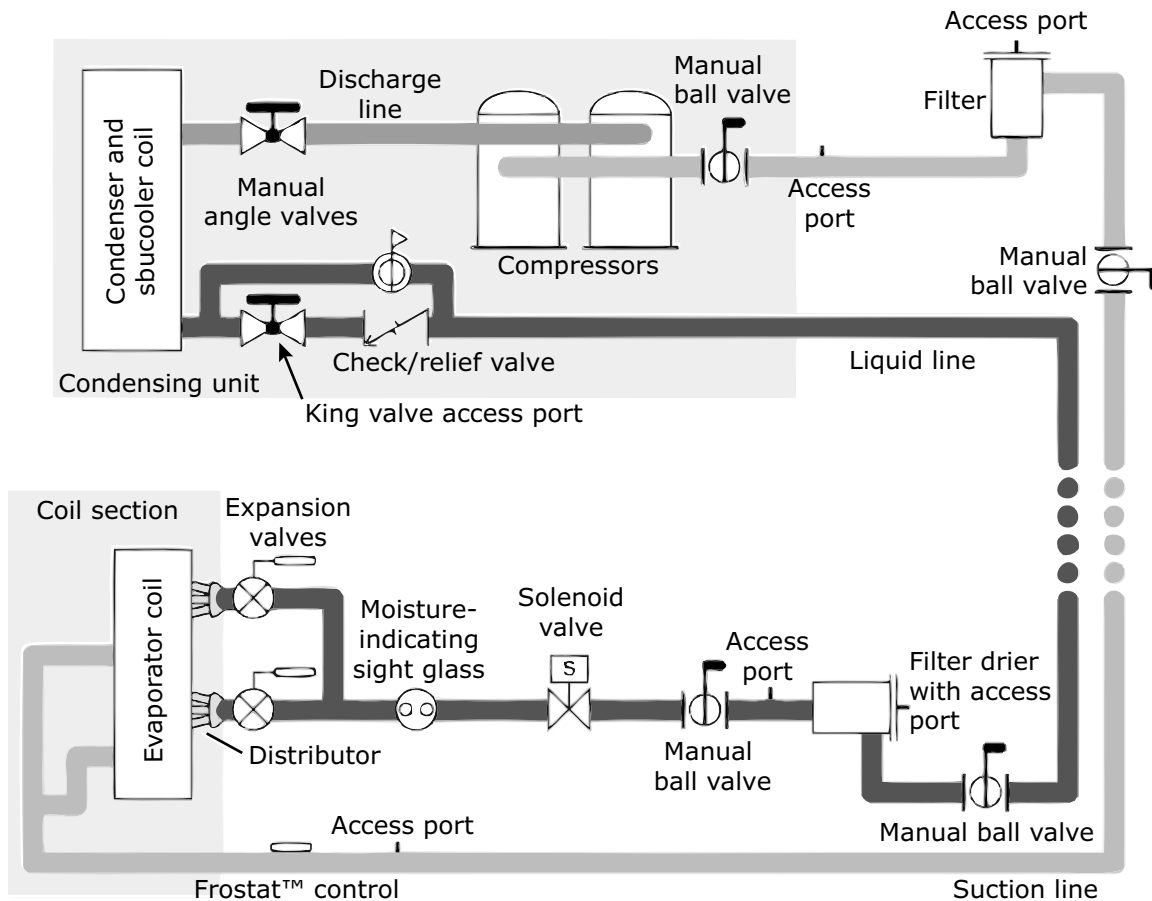 Access port
Filter
Discharge
line
Manual
ball valve
Condenser and
sbucooler coil
Manual
angle valves
Compressors
Access
port
Manual
ball valve
Check/relief valve
Liquid line
Condensing unit
King valve access port
Coil section
Expansion
valves
Evaporator coil
Moisture-
indicating
sight glass
Solenoid
valve
S
Access
port
Filter drier
with access
port
Distributor
Manual
ball valve
Manual ball valve
Access port
Frostat™ control
Suction line